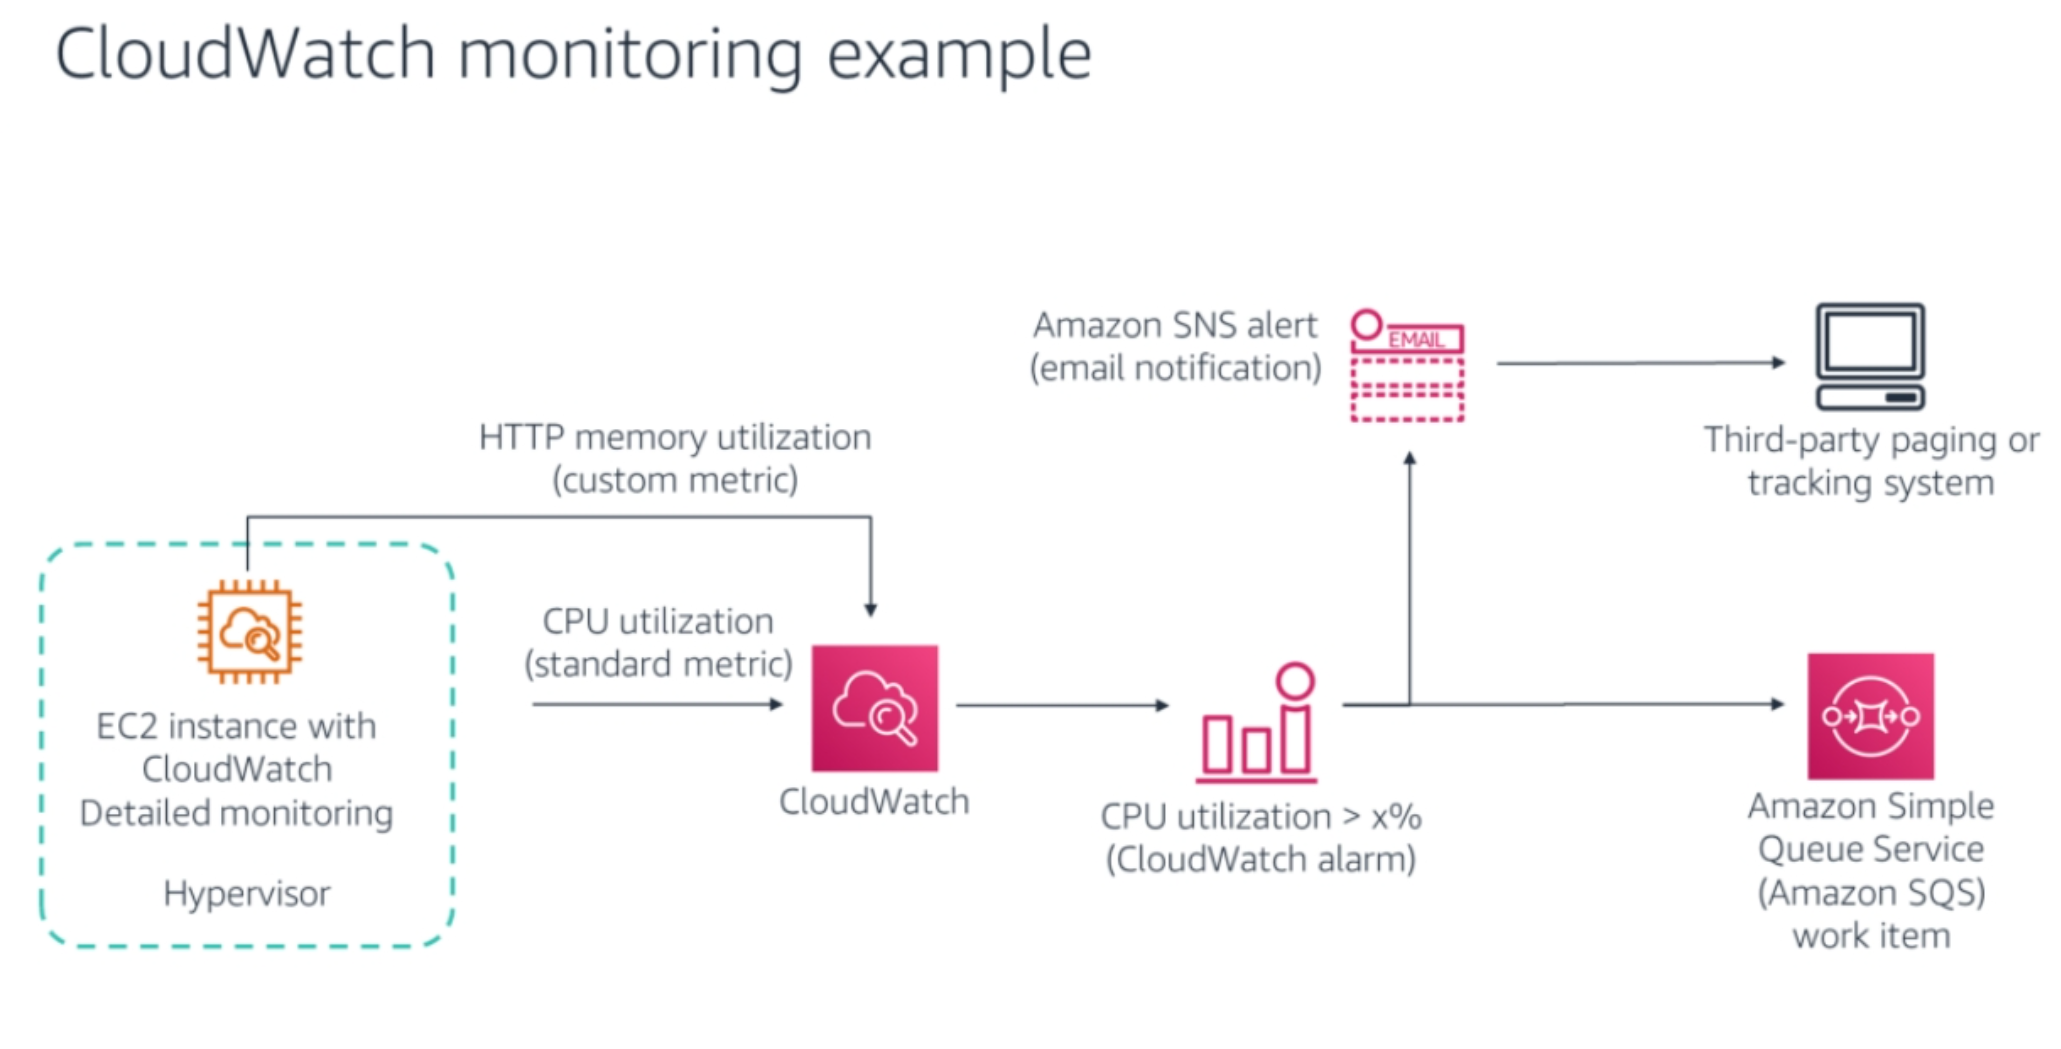 CloudWatch monitoring example
Amazon SNS alert
(email notification)
EMAIL
Third-party paging or
tracking system
HTTP memory utilization
(custom metric)
CPU utilization
(standard metric)
EC2 instance with
CloudWatch
Detailed monitoring
Hypervisor
CloudWatch
CPU utilization > x%
(CloudWatch alarm)
Amazon Simple
Queue Service
(Amazon SQS)
work item